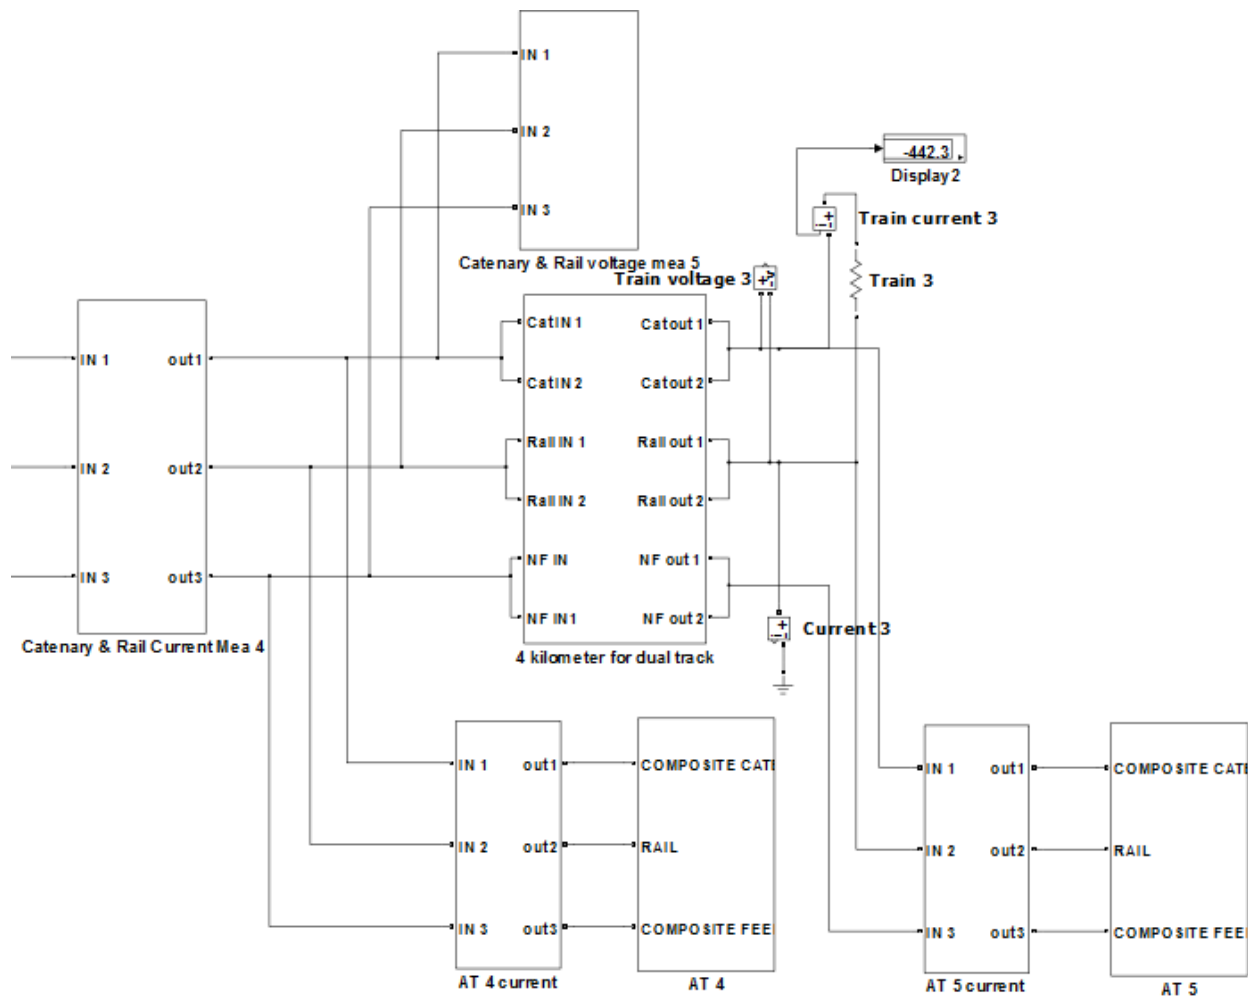 IN 1
IN 2
IN 3
Catenary & Rail voltage mea 5
-442.3
Display2
Train current 3
Train voltage 3
Train 3
IN 1 out1
IN 2 out2
IN 3 out3
Catenary & Rail Current Mea 4
CatIN 1 Catout 1
CatIN 2 Catout 2
Rail IN 1 Rail out 1
Rail IN 2 Rail out 2
NF IN NF out 1
NF IN1 NF out 2
4 kilometer for dual track
Current 3
IN 1 out1
IN 2 out2
IN 3 out3
AT 4 current
COMPOSITE CATE
RAIL
COMPOSITE FEE
AT 4
IN 1 out1
IN 2 out2
IN 3 out3
AT 5 current
COMPOSITE CATE
RAIL
COMPOSITE FEE
AT 5